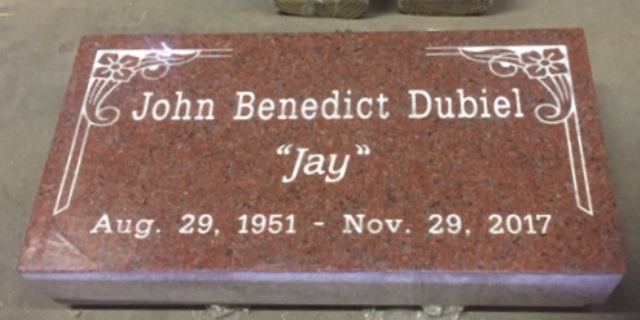 John Benedict Dubiel
“Jay”
Aug. 29, 1951 - Nov. 29, 2017